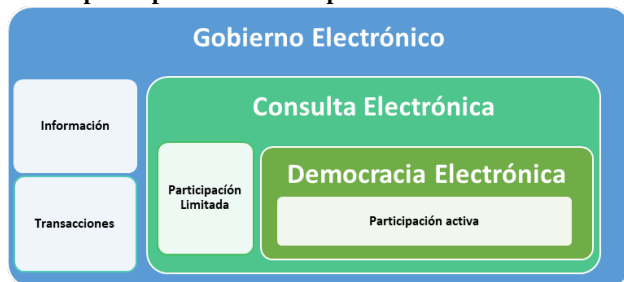 Gobierno Electrónico
Información
Consulta Electrónica
Participación
Limitada
Democracia Electrónica
Participación activa
Transacciones